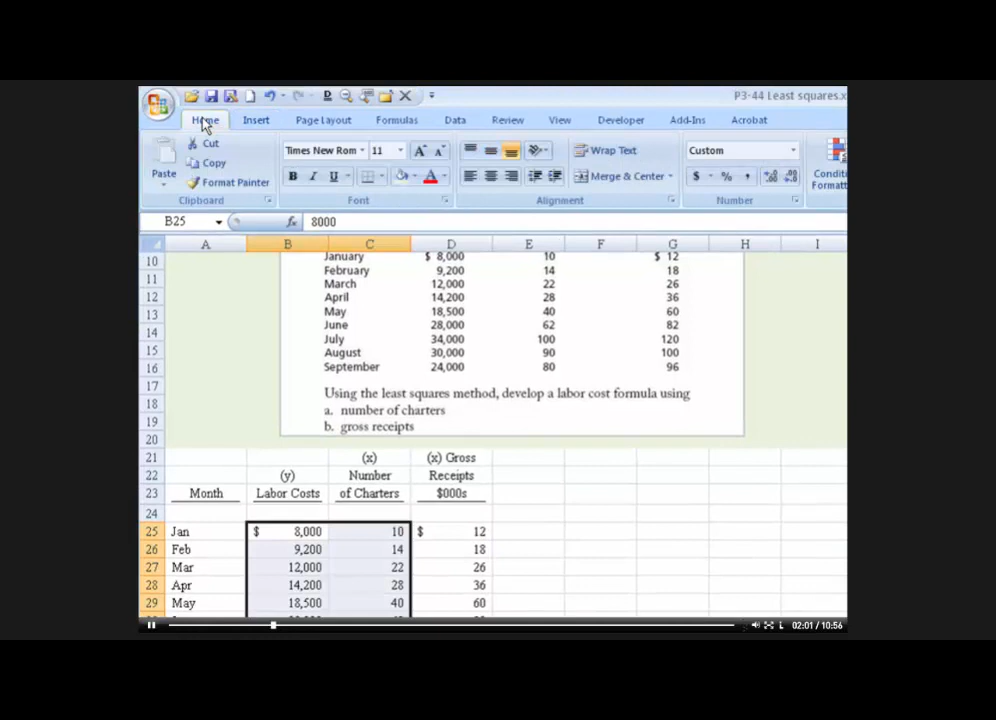 P3-44 Least squares.x
Home Insert Page Layout Formulas Data Review View Developer Add-Ins Acrobat
Cut
Copy
Format Painter
Paste
Clipboard
Times New Rom 11
B I U
Font
Wrap Text
Merge & Center
Alignment
Custom
$ % ,
Number
Conditi
Formatt
B25 fx 8000
A B C D E F G H I
10 January $ 8,000 10 $ 12
11 February 9,200 14 18
12 March 12,000 22 26
13 April 14,200 28 36
14 May 18,500 40 60
15 June 28,000 62 82
16 July 34,000 100 120
August 30,000 90 100
September 24,000 80 96
17 Using the least squares method, develop a labor cost formula using
18 a. number of charters
19 b. gross receipts
20
21 (x) (x) Gross
22 (y) Number Receipts
23 Month Labor Costs of Charters $000s
24
25 Jan $ 8,000 10 $ 12
26 Feb 9,200 14 18
27 Mar 12,000 22 26
28 Apr 14,200 28 36
29 May 18,500 40 60
02:01 / 10:56